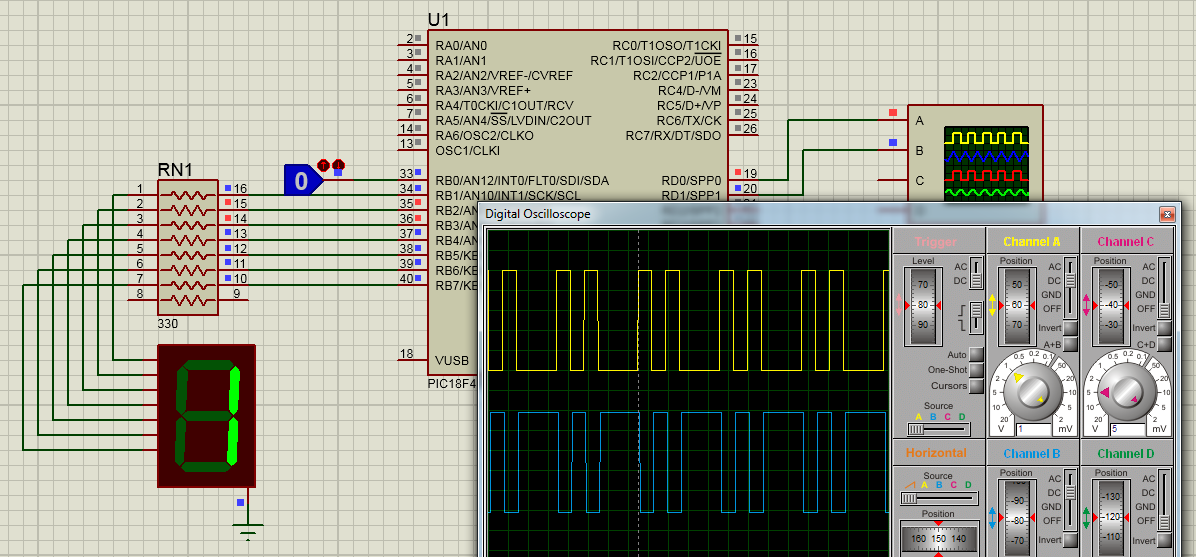 U1
2 RA0/AN0 RC0/T1OSO/T1CKI 15
3 RA1/AN1 RC1/T1OSI/CCP2/UOE 16
4 RA2/AN2/VREF-/CVREF RC2/CCP1/P1A 17
5 RA3/AN3/VREF+ RC4/D-/VM 23
6 RA4/T0CKI/C1OUT/RCV RC5/D+/VP 24
7 RA5/AN4/SS/LVDIN/C2OUT RC6/TX/CK 25
14 RA6/OSC2/CLKO RC7/RX/DT/SDO 26
13 OSC1/CLKI
33 RB0/AN12/INT0/FLT0/SDI/SDA RD0/SPP0 19
34 RB1/AN10/INT1/SCK/SCL RD1/SPP1 20
35 RB2/AN
36 RB3/AN
37 RB4/AN
38 RB5/KE
39 RB6/KE
40 RB7/KE
18 VUSB
PIC18F4
A
B
C
RN1
0
1 16
2 15
3 14
4 13
5 12
6 11
7 10
8 9
330
Digital Oscilloscope
Trigger
Level
70
80
90
AC
DC
Auto
One-Shot
Cursors
Source
A B C D
Horizontal
Source
A B C D
Position
160 150 140
Channel A
Position
50
60
70
AC
DC
GND
OFF
Invert
A+B
0.5 0.2 0.1
1 50
2 20
5 10
10 5
20 2
V 1 mV
Channel C
Position
-50
-40
-30
AC
DC
GND
OFF
Invert
C+D
0.5 0.2 0.1
1 50
2 20
5 10
10 5
20 2
V 5 mV
Channel B
Position
-90
-80
-70
AC
DC
GND
OFF
Invert
Channel D
Position
-130
-120
-110
AC
DC
GND
OFF
Invert